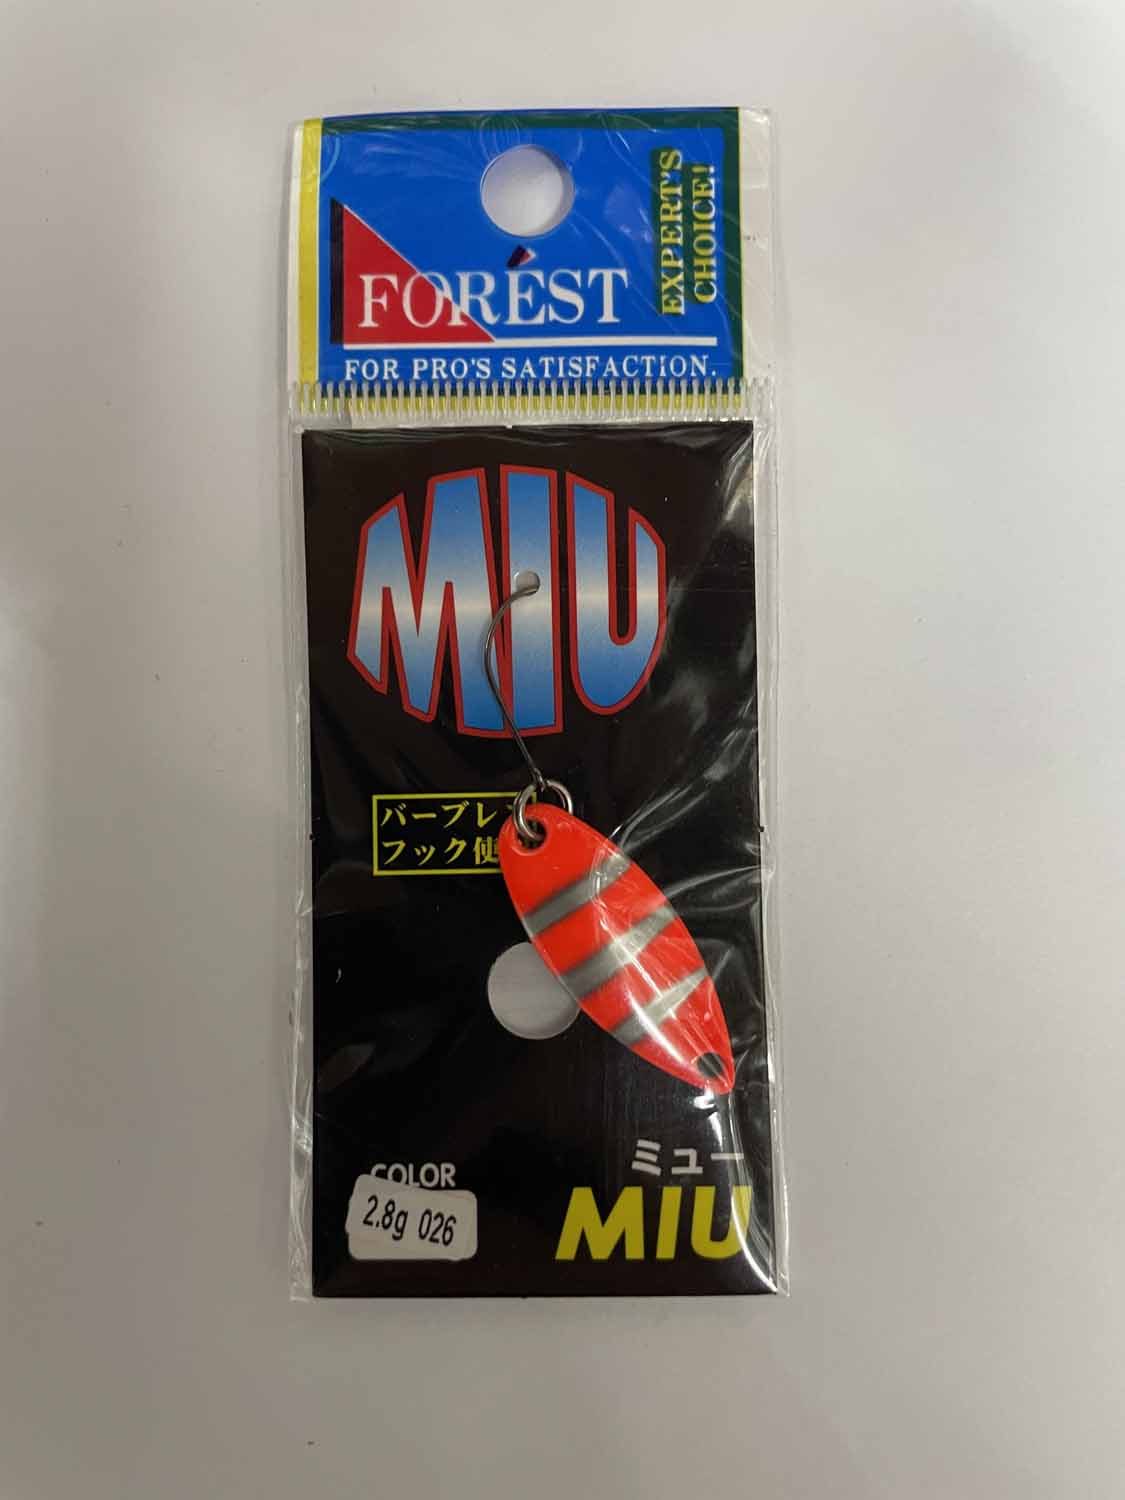 EXPERT'S
CHOICE!
FORÉST
FOR PRO'S SATISFACTION.
MIU
バーブレ
フック使
ミュー
MIU
COLOR
2.8g 026